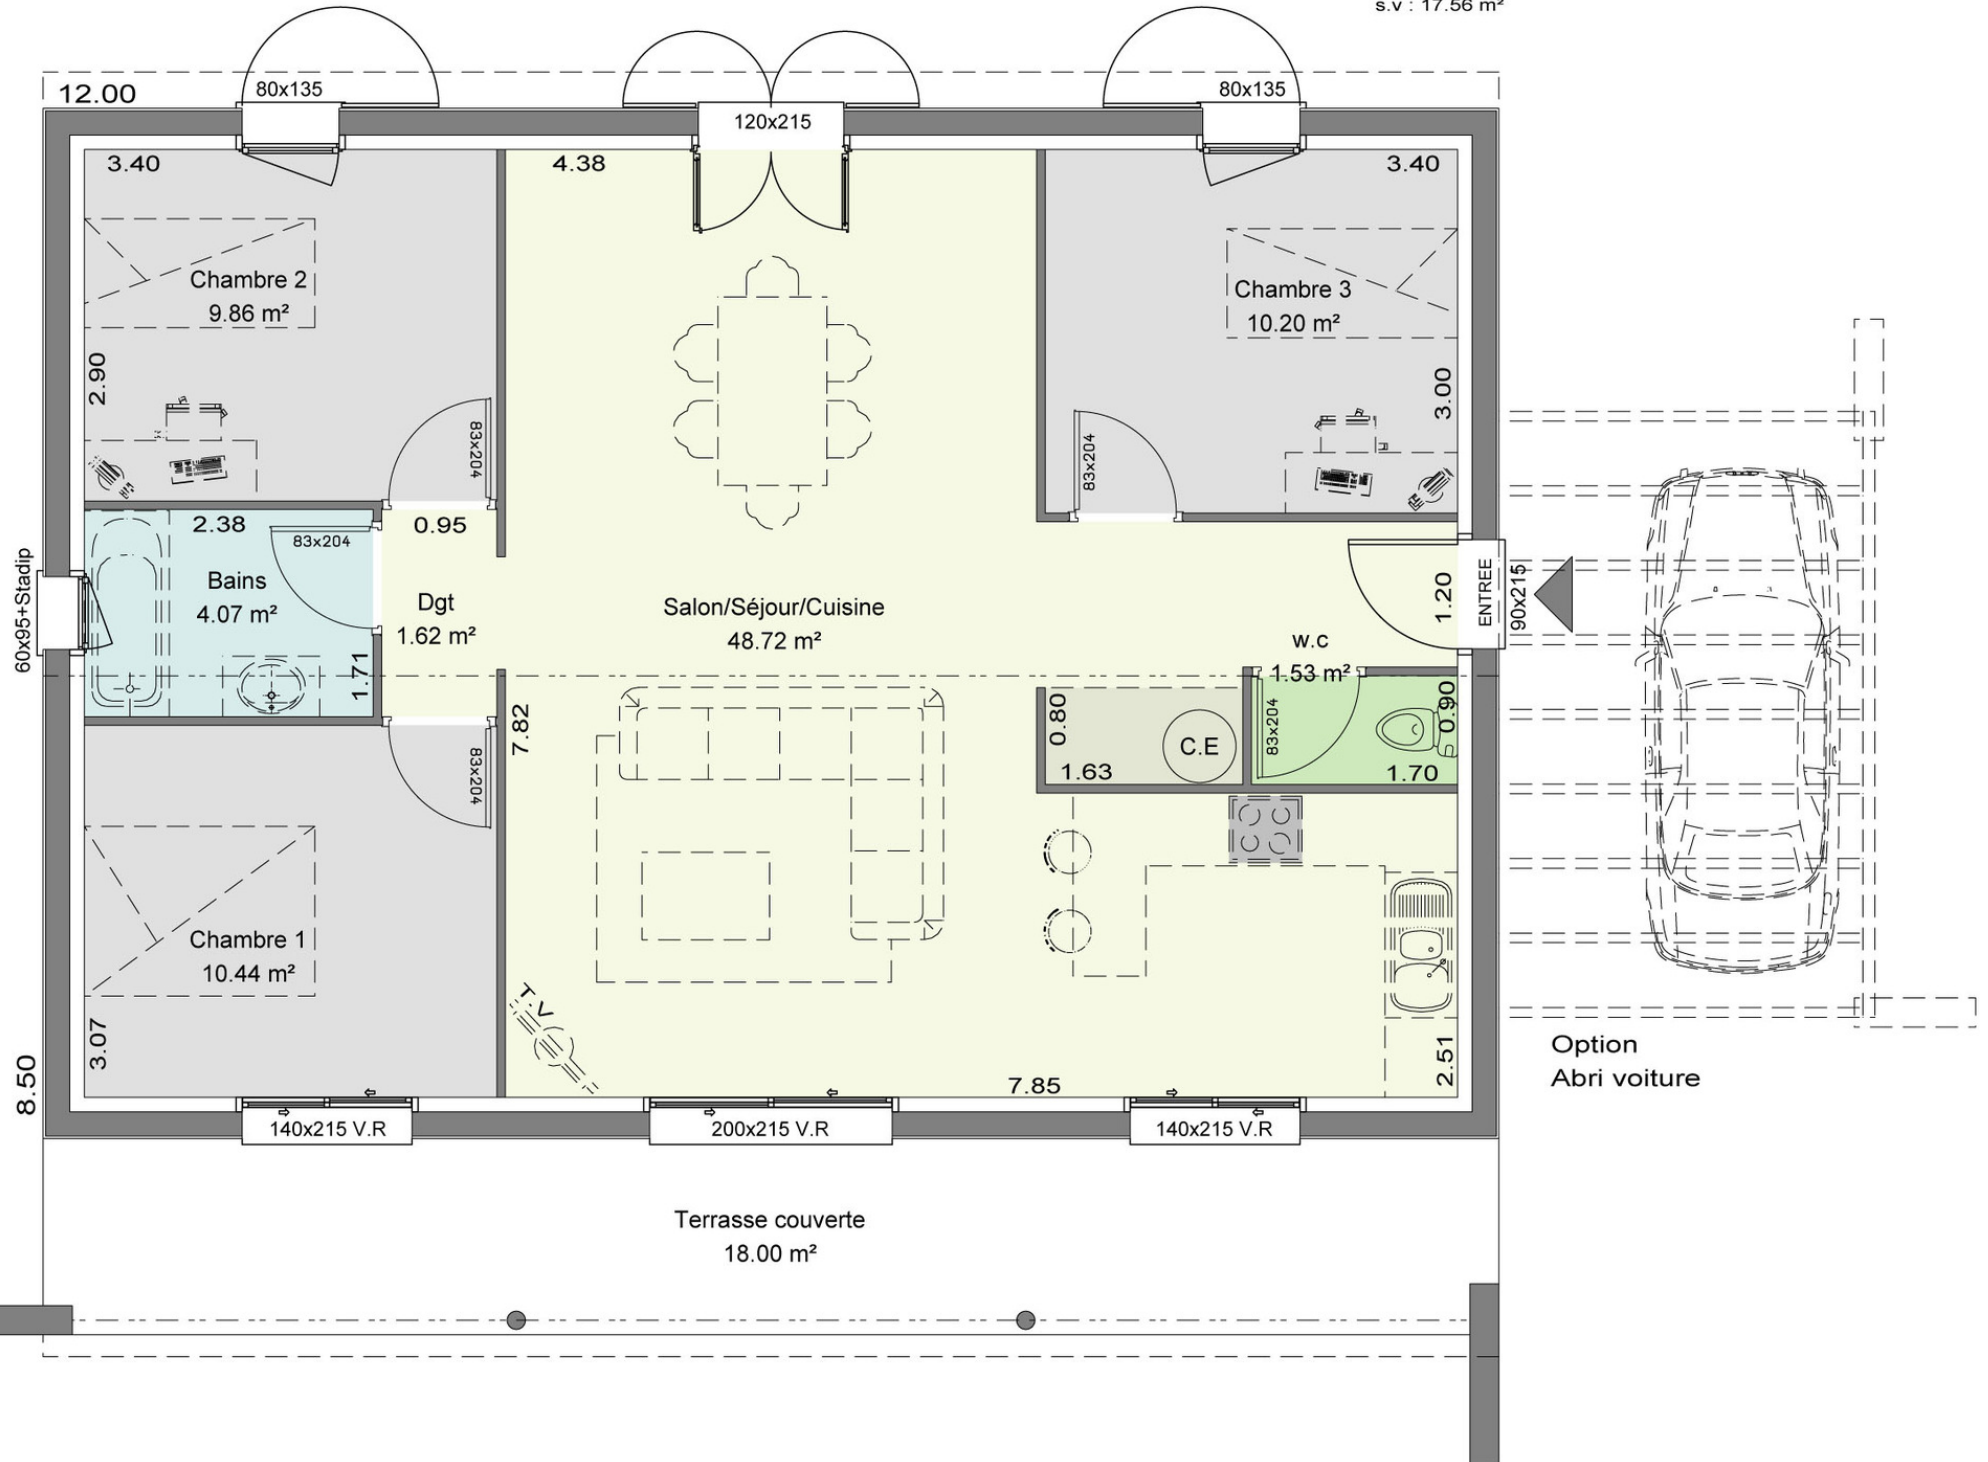 s.v : 17.56 m²
12.00
80x135
120x215
80x135
3.40
4.38
3.40
Chambre 2
9.86 m²
2.90
83x204
Chambre 3
10.20 m²
3.00
83x204
60x95+Stadip
2.38
83x204
Bains
4.07 m²
1.71
0.95
Dgt
1.62 m²
Salon/Séjour/Cuisine
48.72 m²
7.82
1.20
ENTREE
90x215
w.c
1.53 m²
0.90
83x204
1.70
0.80
C.E
1.63
83x204
Chambre 1
10.44 m²
3.07
8.50
T.V
7.85
2.51
Option
Abri voiture
140x215 V.R
200x215 V.R
140x215 V.R
Terrasse couverte
18.00 m²